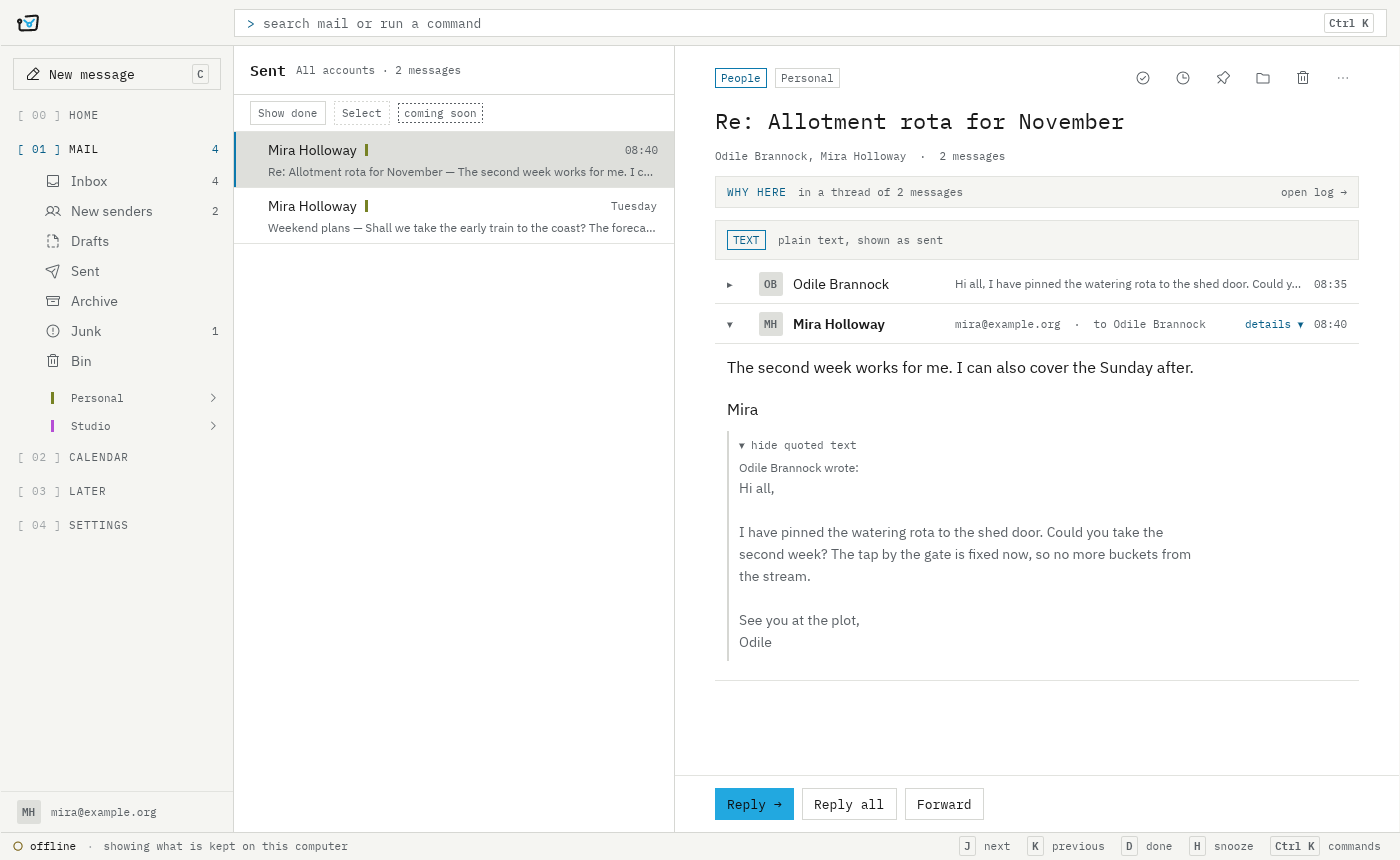 > search mail or run a command Ctrl K
New message C
[ 00 ] HOME
[ 01 ] MAIL 4
Inbox 4
New senders 2
Drafts
Sent
Archive
Junk 1
Bin
Personal
Studio
[ 02 ] CALENDAR
[ 03 ] LATER
[ 04 ] SETTINGS
MH mira@example.org
Sent All accounts · 2 messages
Show done Select coming soon
Mira Holloway 08:40
Re: Allotment rota for November — The second week works for me. I c…
Mira Holloway Tuesday
Weekend plans — Shall we take the early train to the coast? The foreca…
People Personal
Re: Allotment rota for November
Odile Brannock, Mira Holloway · 2 messages
WHY HERE in a thread of 2 messages open log →
TEXT plain text, shown as sent
▸ OB Odile Brannock Hi all, I have pinned the watering rota to the shed door. Could y… 08:35
▾ MH Mira Holloway mira@example.org · to Odile Brannock details ▾ 08:40
The second week works for me. I can also cover the Sunday after.
Mira
▾ hide quoted text
Odile Brannock wrote:
Hi all,
I have pinned the watering rota to the shed door. Could you take the
second week? The tap by the gate is fixed now, so no more buckets from
the stream.
See you at the plot,
Odile
Reply → Reply all Forward
offline · showing what is kept on this computer
J next K previous D done H snooze Ctrl K commands